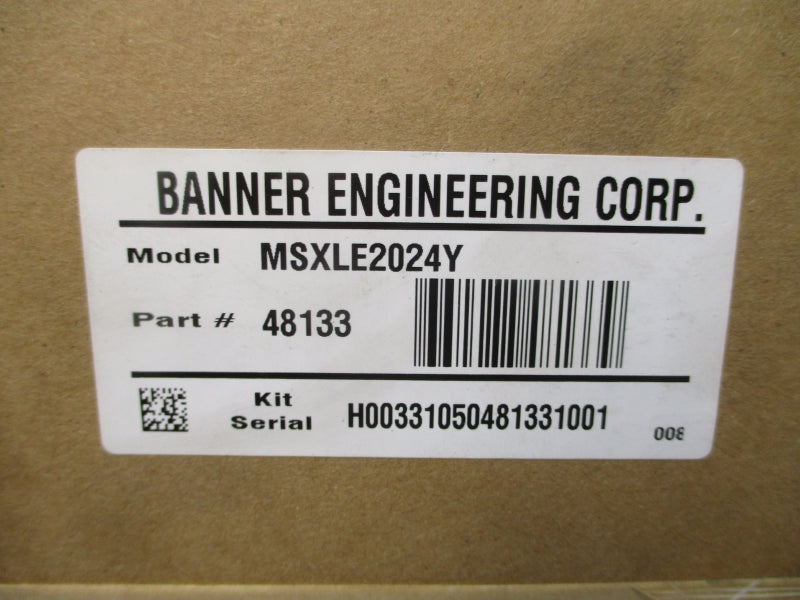 BANNER ENGINEERING CORP.
Model MSXLE2024Y
Part # 48133
Kit
Serial H00331050481331001
008